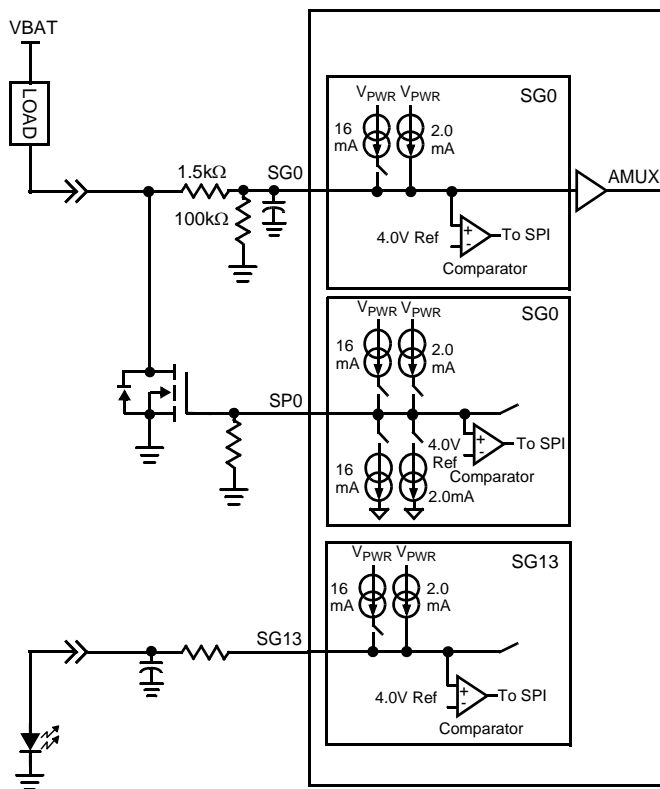 VBAT
LOAD
1.5kΩ
100kΩ
SG0
VPWR VPWR
SG0
16 mA
2.0 mA
AMUX
4.0V Ref
+
-
To SPI
Comparator
VPWR VPWR
SG0
16 mA
2.0 mA
SP0
4.0V Ref
+
-
To SPI
Comparator
16 mA
2.0mA
VPWR VPWR
SG13
16 mA
2.0 mA
SG13
4.0V Ref
+
-
To SPI
Comparator